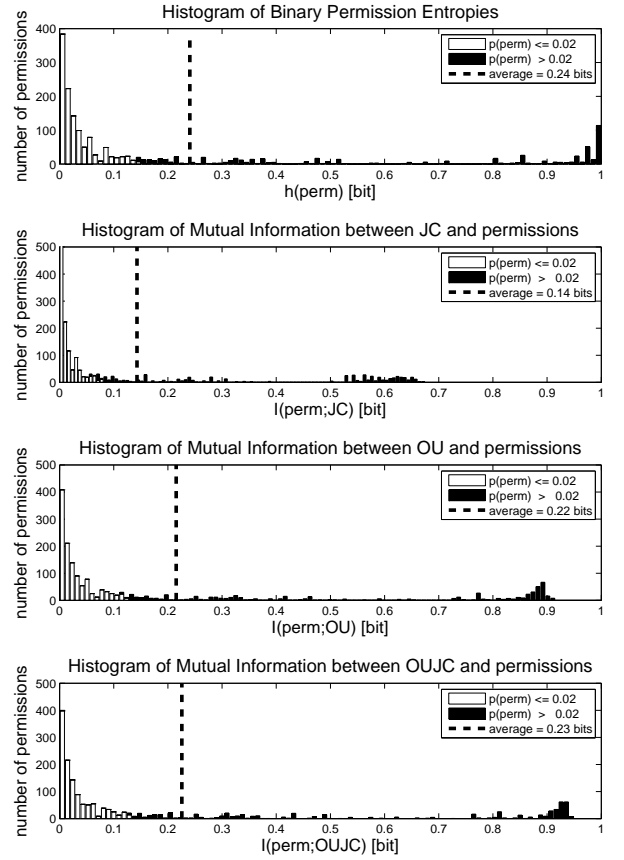 Histogram of Binary Permission Entropies
number of permissions
400
300
200
100
0
p(perm) <= 0.02
p(perm) > 0.02
average = 0.24 bits
0 0.1 0.2 0.3 0.4 0.5 0.6 0.7 0.8 0.9 1
h(perm) [bit]
Histogram of Mutual Information between JC and permissions
number of permissions
500
400
300
200
100
0
p(perm) <= 0.02
p(perm) > 0.02
average = 0.14 bits
0 0.1 0.2 0.3 0.4 0.5 0.6 0.7 0.8 0.9 1
I(perm;JC) [bit]
Histogram of Mutual Information between OU and permissions
number of permissions
500
400
300
200
100
0
p(perm) <= 0.02
p(perm) > 0.02
average = 0.22 bits
0 0.1 0.2 0.3 0.4 0.5 0.6 0.7 0.8 0.9 1
I(perm;OU) [bit]
Histogram of Mutual Information between OUJC and permissions
number of permissions
500
400
300
200
100
0
p(perm) <= 0.02
p(perm) > 0.02
average = 0.23 bits
0 0.1 0.2 0.3 0.4 0.5 0.6 0.7 0.8 0.9 1
I(perm;OUJC) [bit]